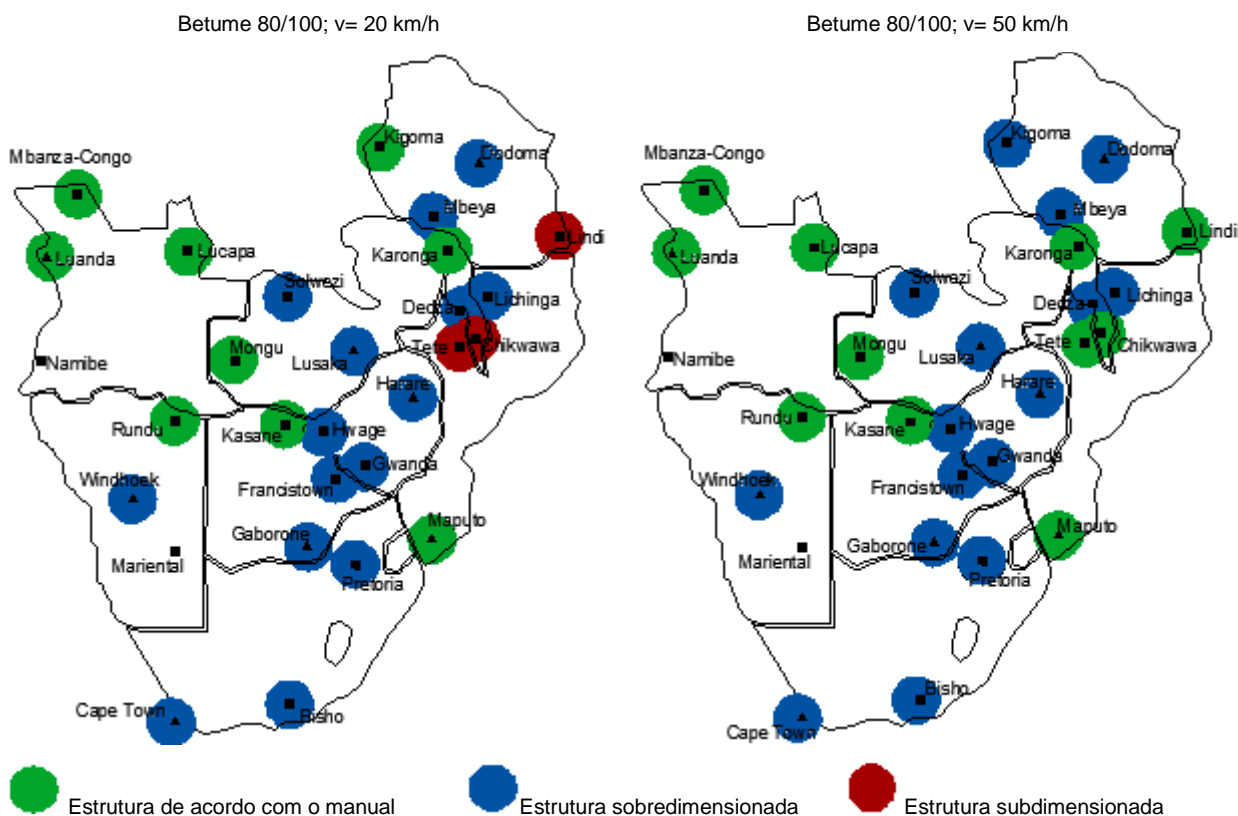 Betume 80/100; v= 20 km/h
Betume 80/100; v= 50 km/h
Kigoma
Dodoma
Mbanza-Congo
Mbeya
Lindi
Luanda
Lucapa
Karonga
Solwezi
Dedza
Lichinga
Mongu
Lusaka
Tete
Chikwawa
Namibe
Harare
Rundu
Kasane
Hwage
Gwanda
Windhoek
Francistown
Gaborone
Maputo
Mariental
Pretoria
Cape Town
Bisho
Kigoma
Dodoma
Mbanza-Congo
Mbeya
Lindi
Luanda
Lucapa
Karonga
Solwezi
Dedza
Lichinga
Mongu
Lusaka
Tete
Chikwawa
Namibe
Harare
Rundu
Kasane
Hwage
Gwanda
Windhoek
Francistown
Gaborone
Maputo
Mariental
Pretoria
Cape Town
Bisho
Estrutura de acordo com o manual
Estrutura sobredimensionada
Estrutura subdimensionada